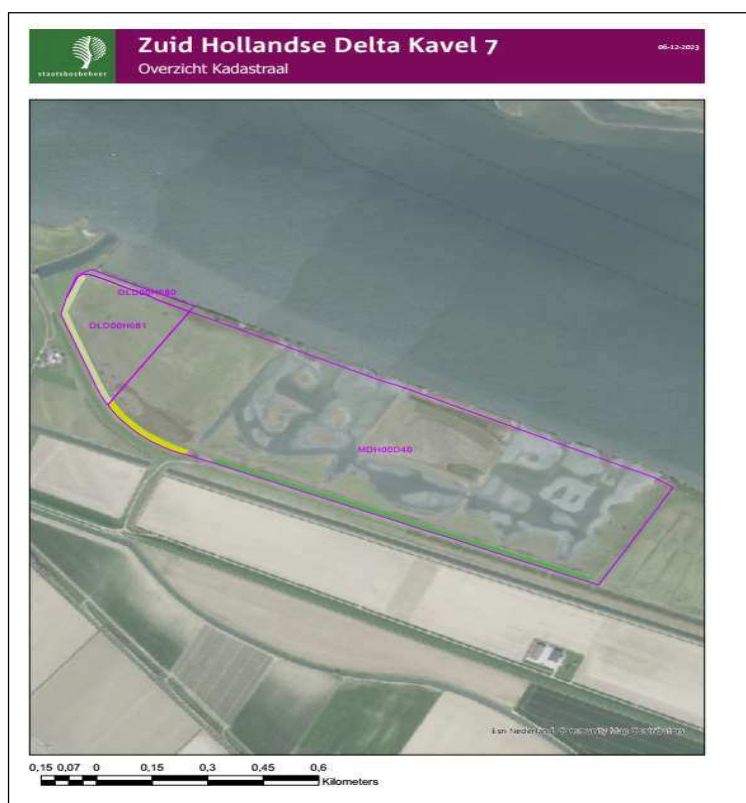 Zuid Hollandse Delta Kavel 7
06-12-2023
Overzicht Kadastraal
staatsbosbeheer
DLD00H680
DLD00H681
MDH00D40
Esri Nederland, Community Map Contributors
0,15 0,07 0 0,15 0,3 0,45 0,6
Kilometers